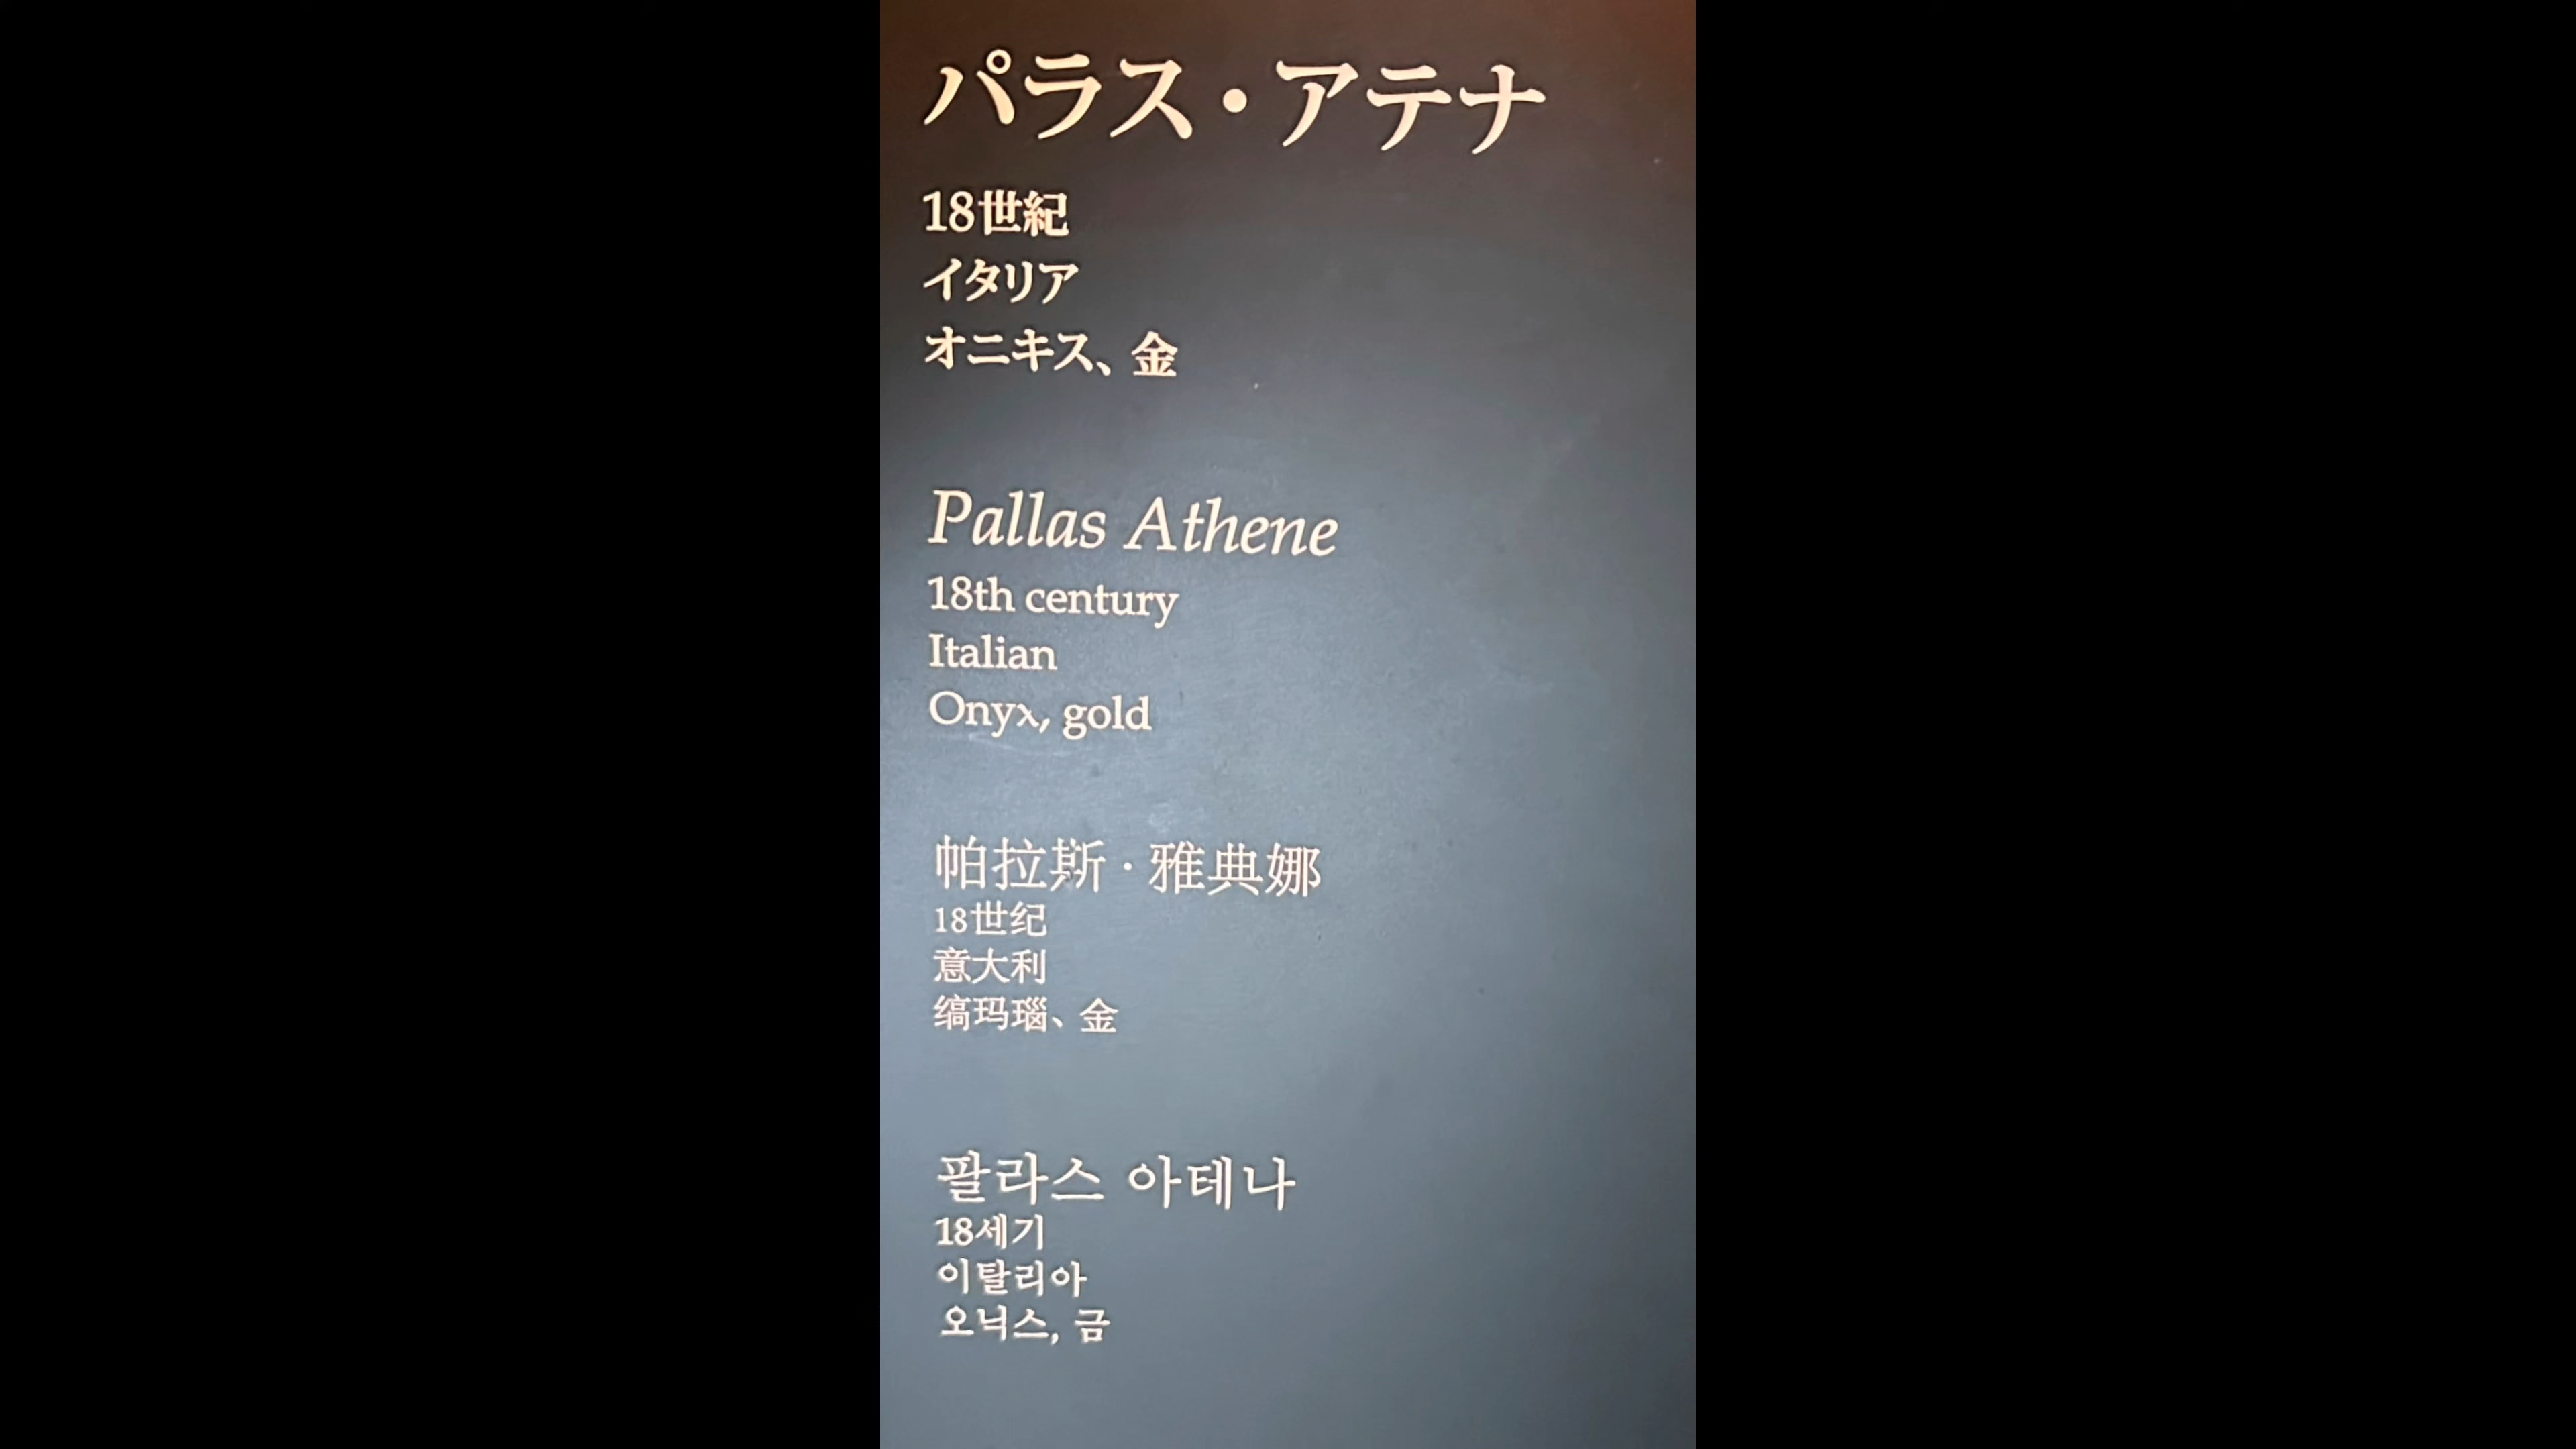 パラス・アテナ
18世紀
イタリア
オニキス、金
Pallas Athene
18th century
Italian
Onyx, gold
帕拉斯·雅典娜
18世纪
意大利
缟玛瑙、金
팔라스 아테나
18세기
이탈리아
오닉스, 금